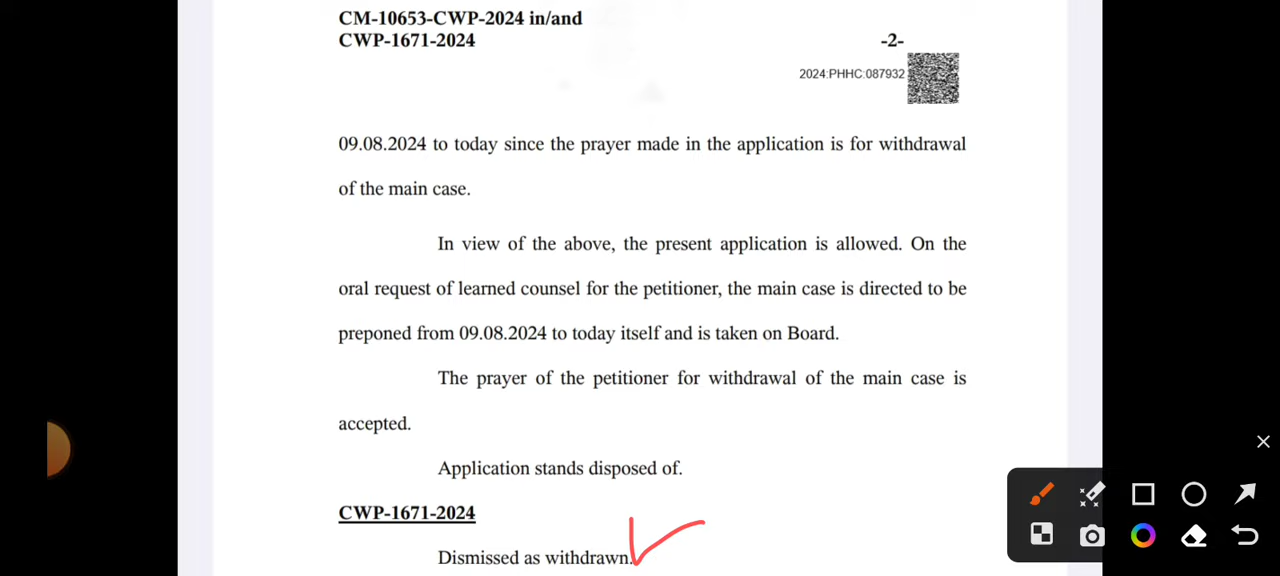 CM-10653-CWP-2024 in/and
CWP-1671-2024 -2-
2024:PHHC:087932
09.08.2024 to today since the prayer made in the application is for withdrawal
of the main case.
In view of the above, the present application is allowed. On the
oral request of learned counsel for the petitioner, the main case is directed to be
preponed from 09.08.2024 to today itself and is taken on Board.
The prayer of the petitioner for withdrawal of the main case is
accepted.
Application stands disposed of.
CWP-1671-2024
Dismissed as withdrawn.